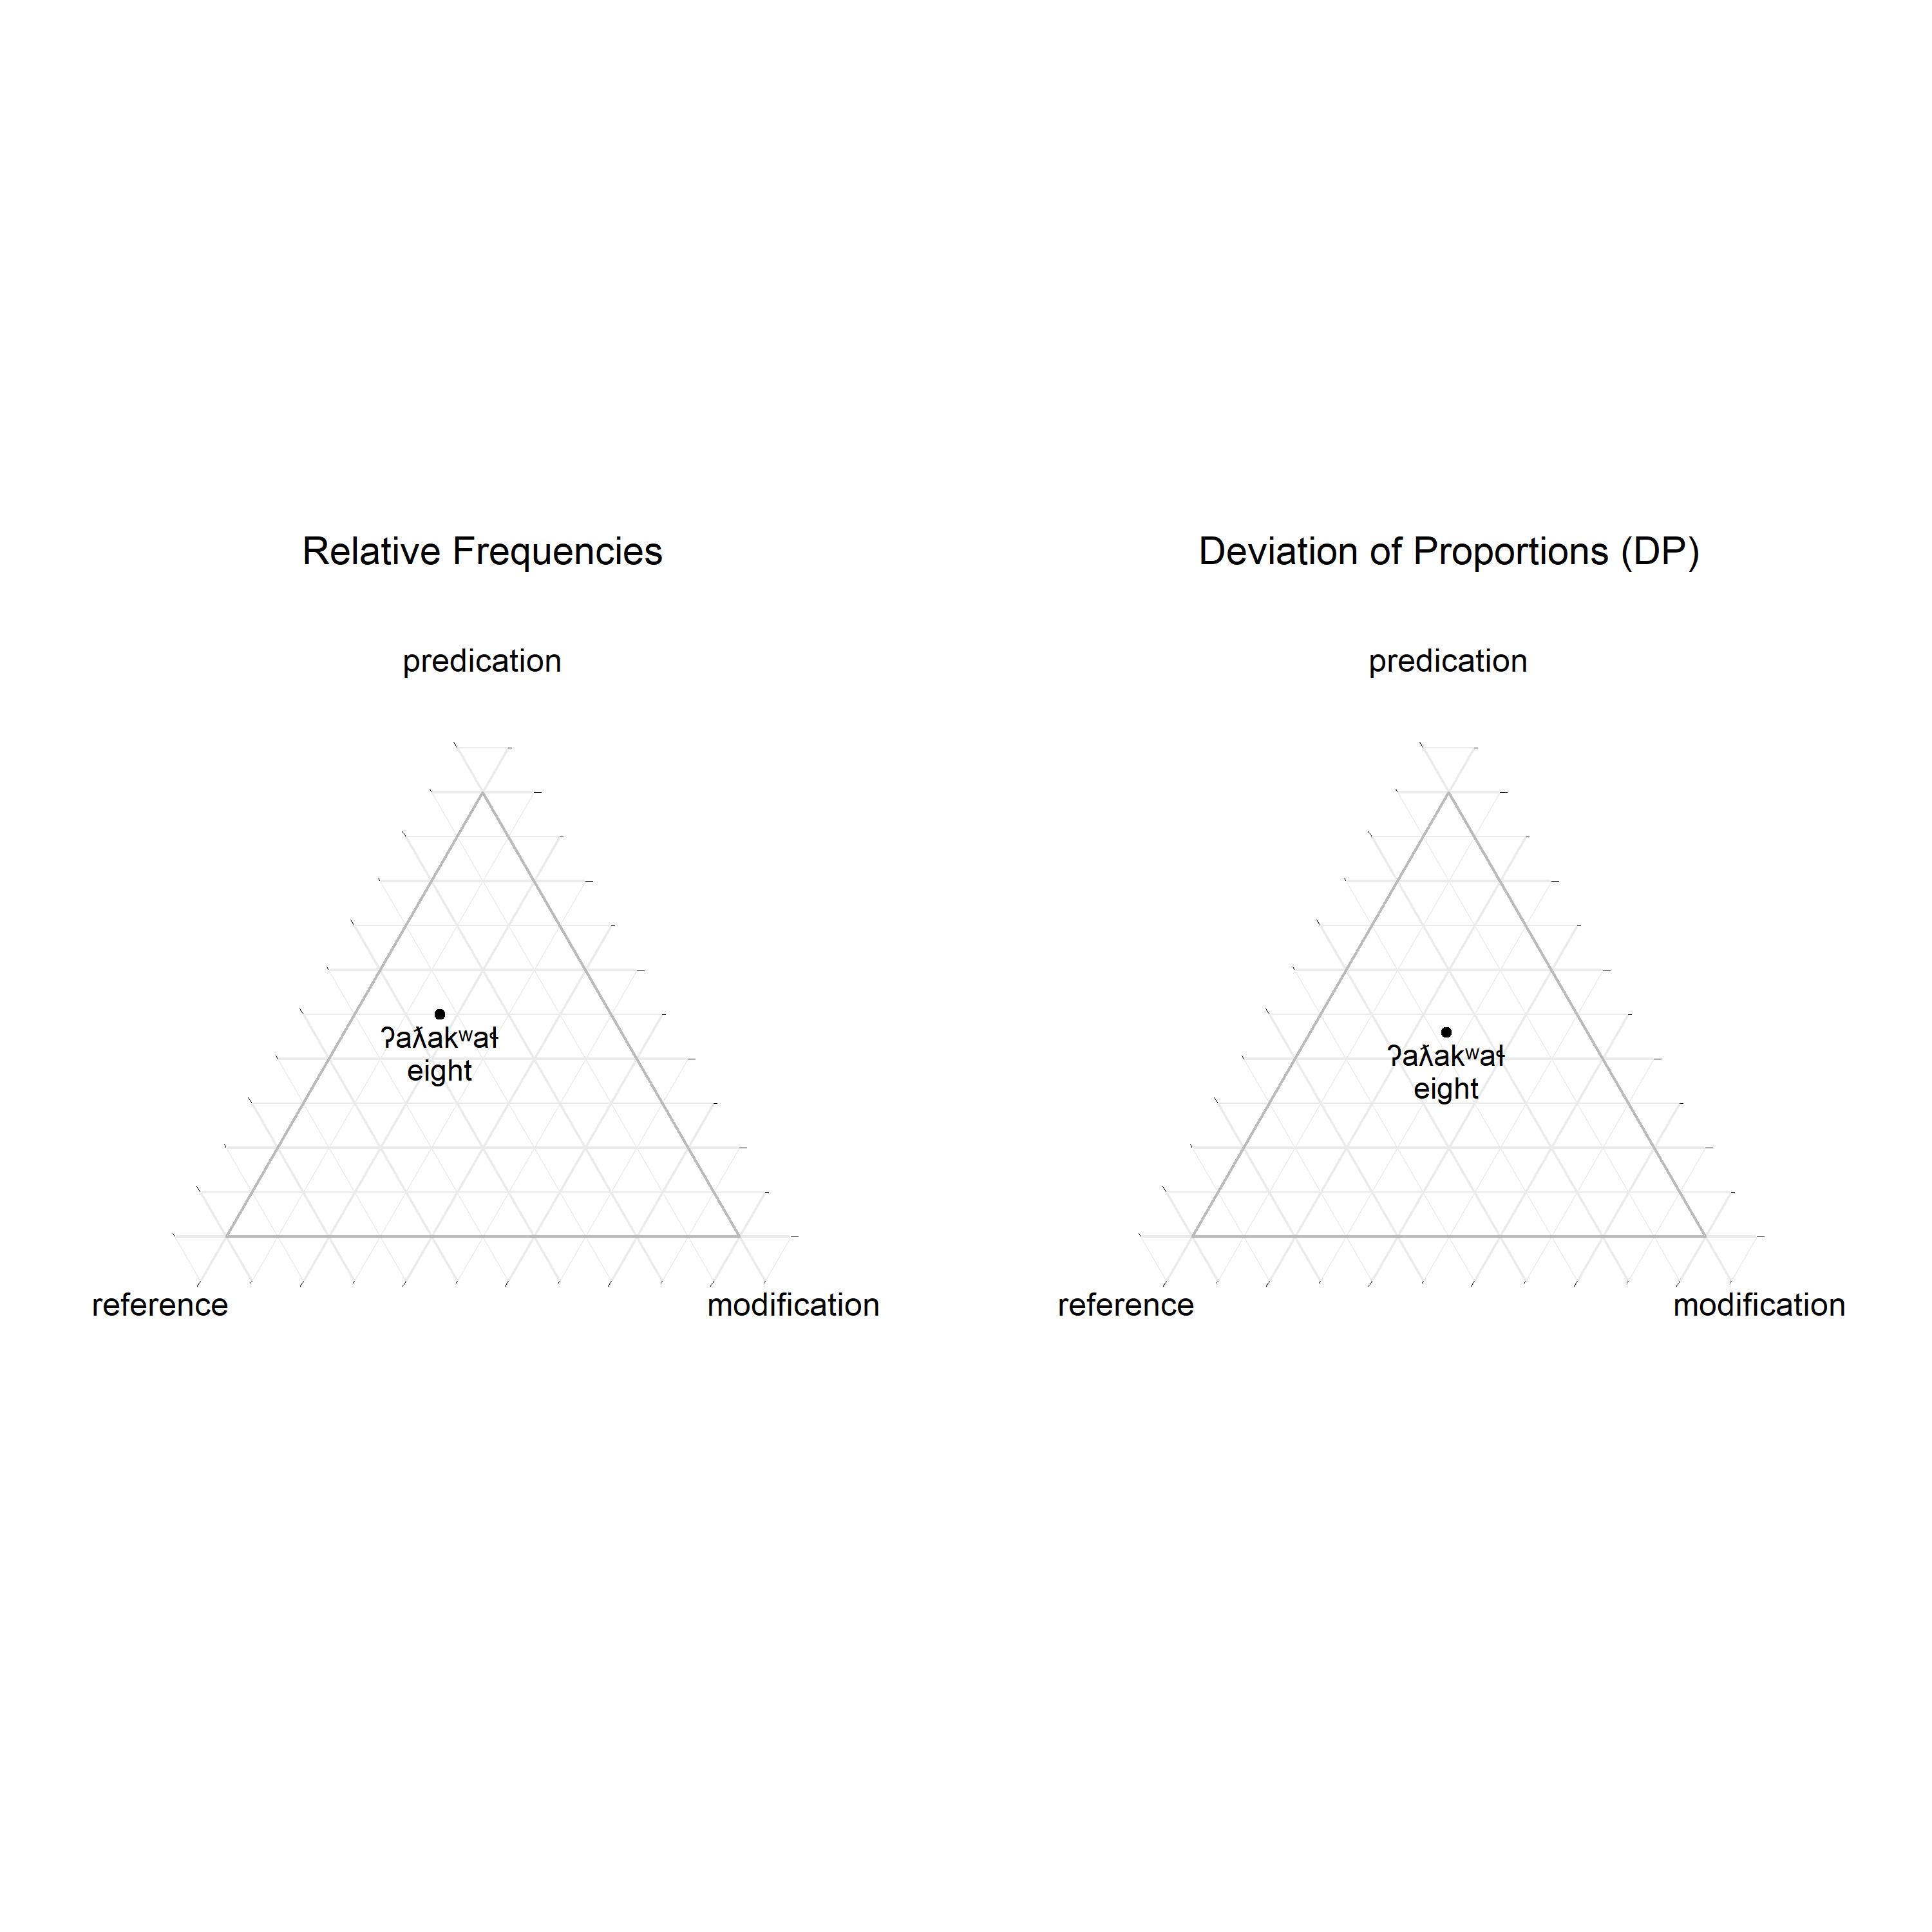 Relative Frequencies
predication
ʔaƛakʷaɬ
eight
reference
modification
Deviation of Proportions (DP)
predication
ʔaƛakʷaɬ
eight
reference
modification